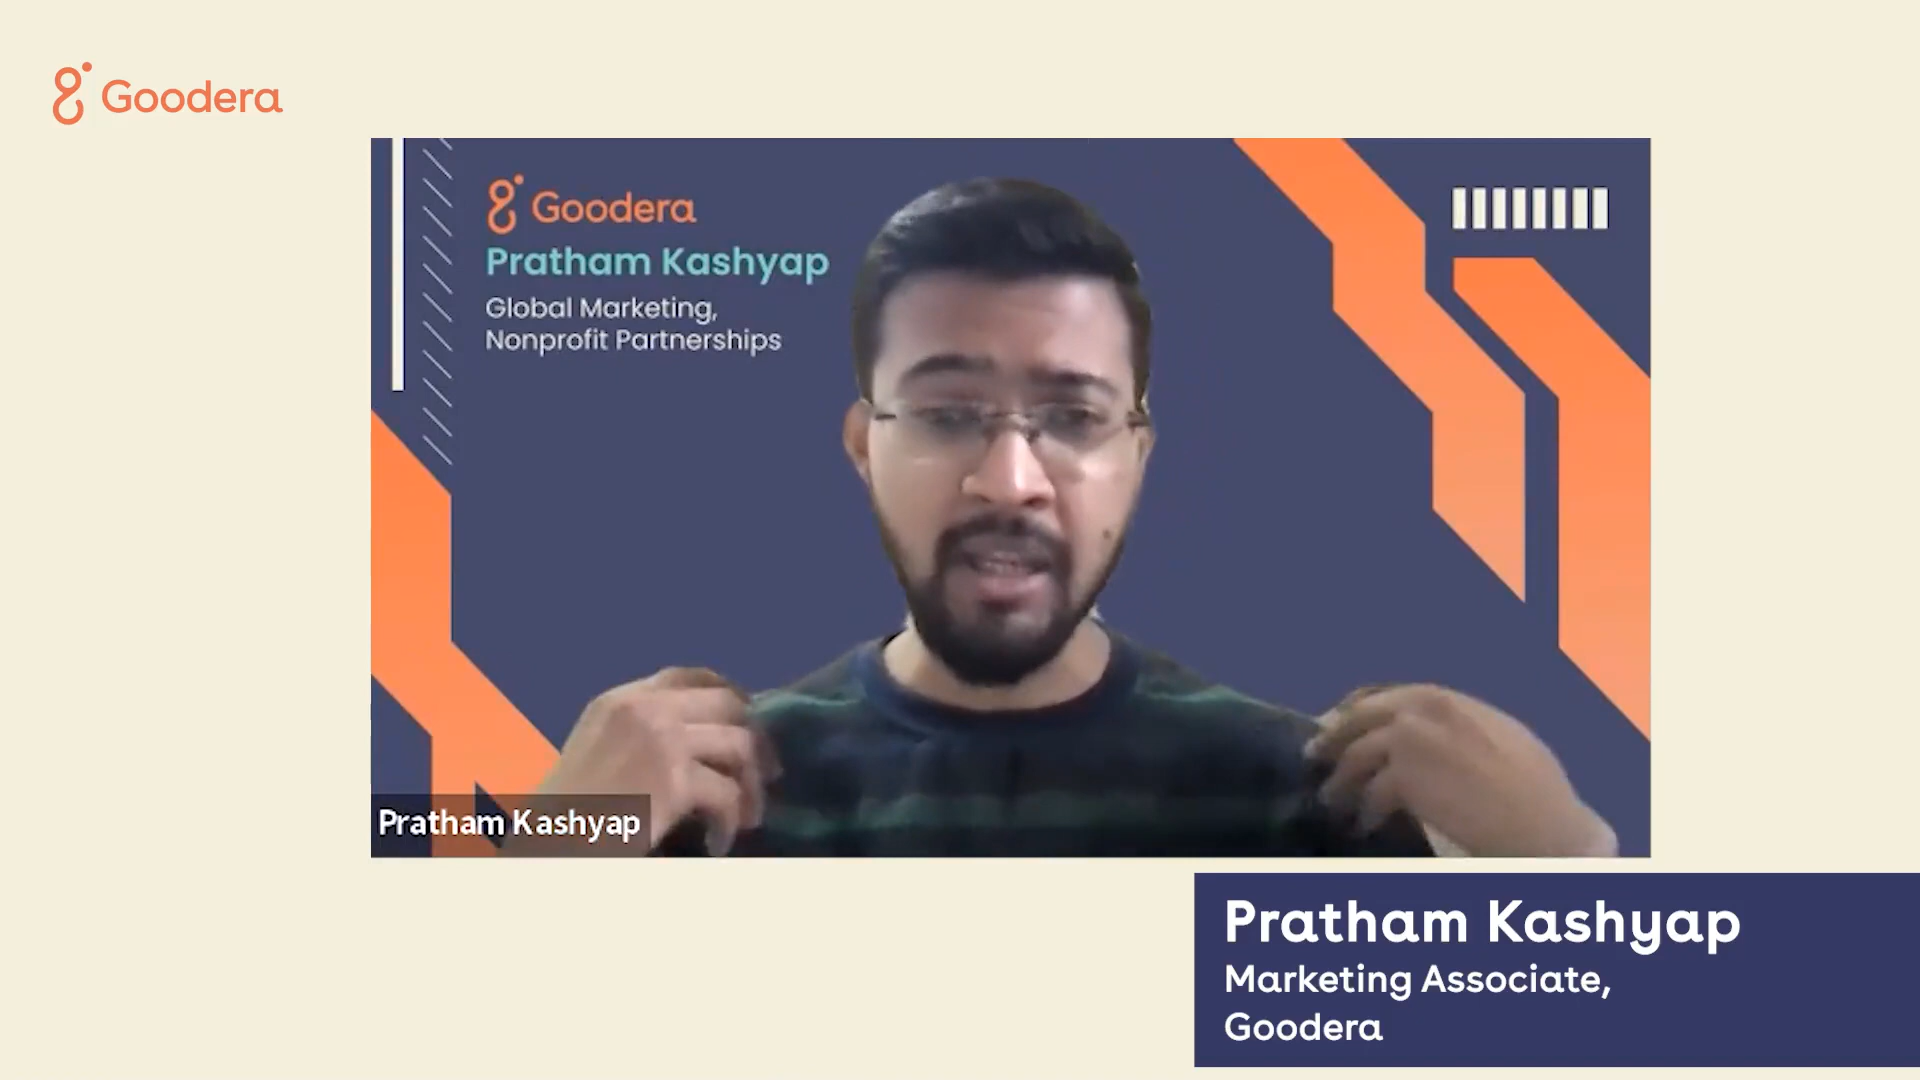 Goodera
Goodera
Pratham Kashyap
Global Marketing,
Nonprofit Partnerships
Pratham Kashyap
Pratham Kashyap
Marketing Associate,
Goodera